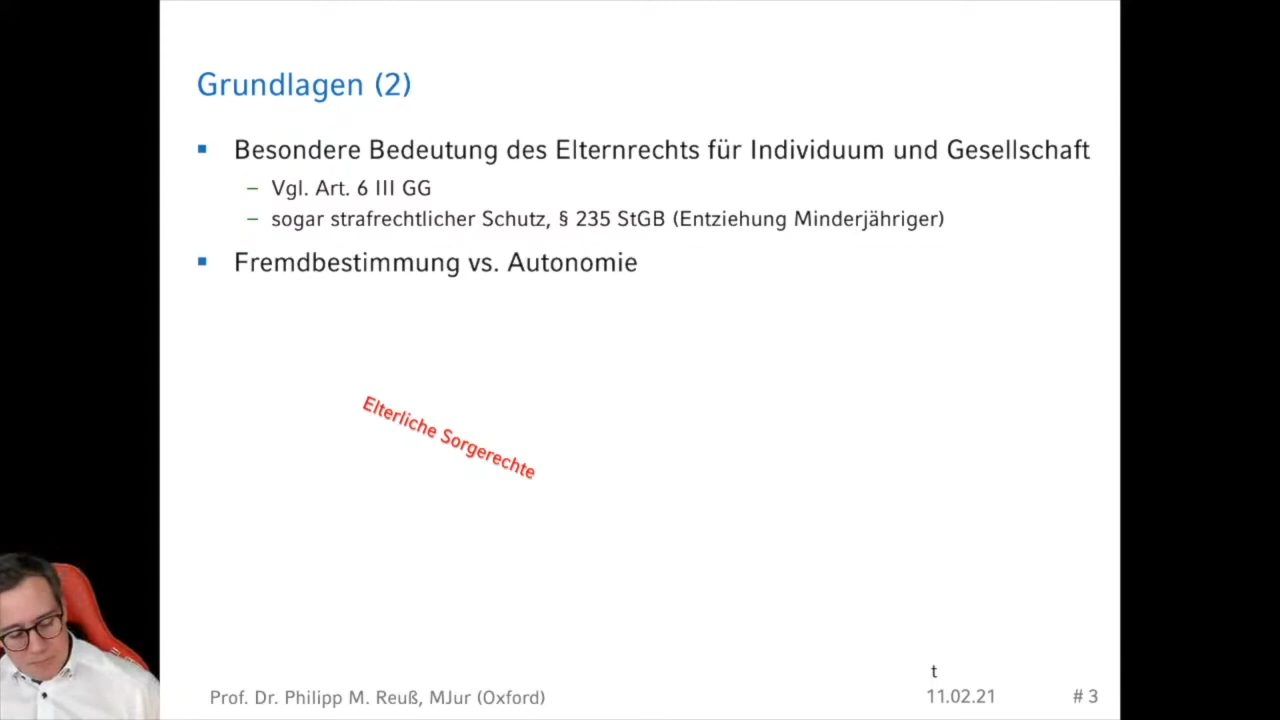 Grundlagen (2)
Besondere Bedeutung des Elternrechts für Individuum und Gesellschaft
– Vgl. Art. 6 III GG
– sogar strafrechtlicher Schutz, § 235 StGB (Entziehung Minderjähriger)
Fremdbestimmung vs. Autonomie
Elterliche Sorgerechte
t
Prof. Dr. Philipp M. Reuß, MJur (Oxford)
11.02.21
# 3